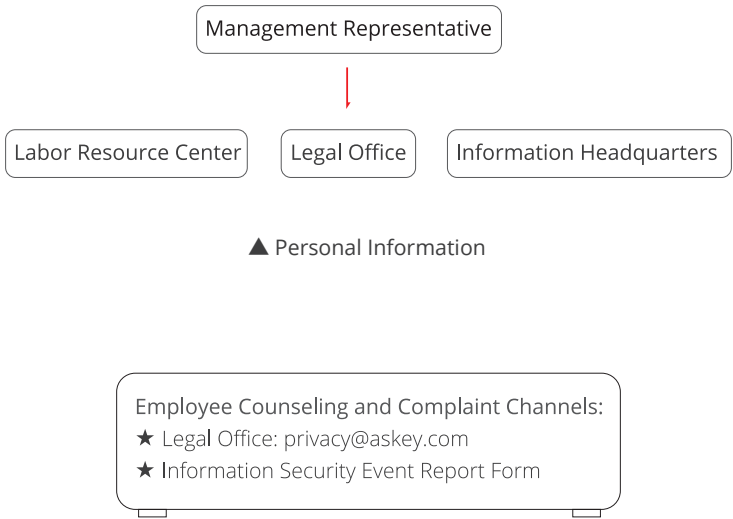 Management Representative
Labor Resource Center
Legal Office
Information Headquarters
▲ Personal Information
Employee Counseling and Complaint Channels:
★ Legal Office: privacy@askey.com
★ Information Security Event Report Form